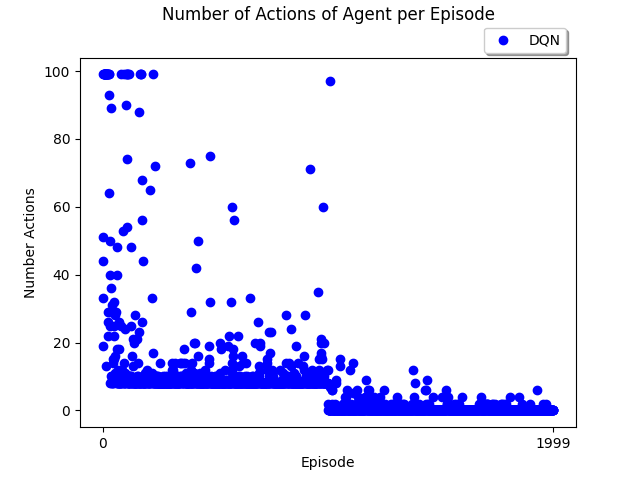 Number of Actions of Agent per Episode
DQN
100
80
60
40
20
0
Number Actions
0
1999
Episode